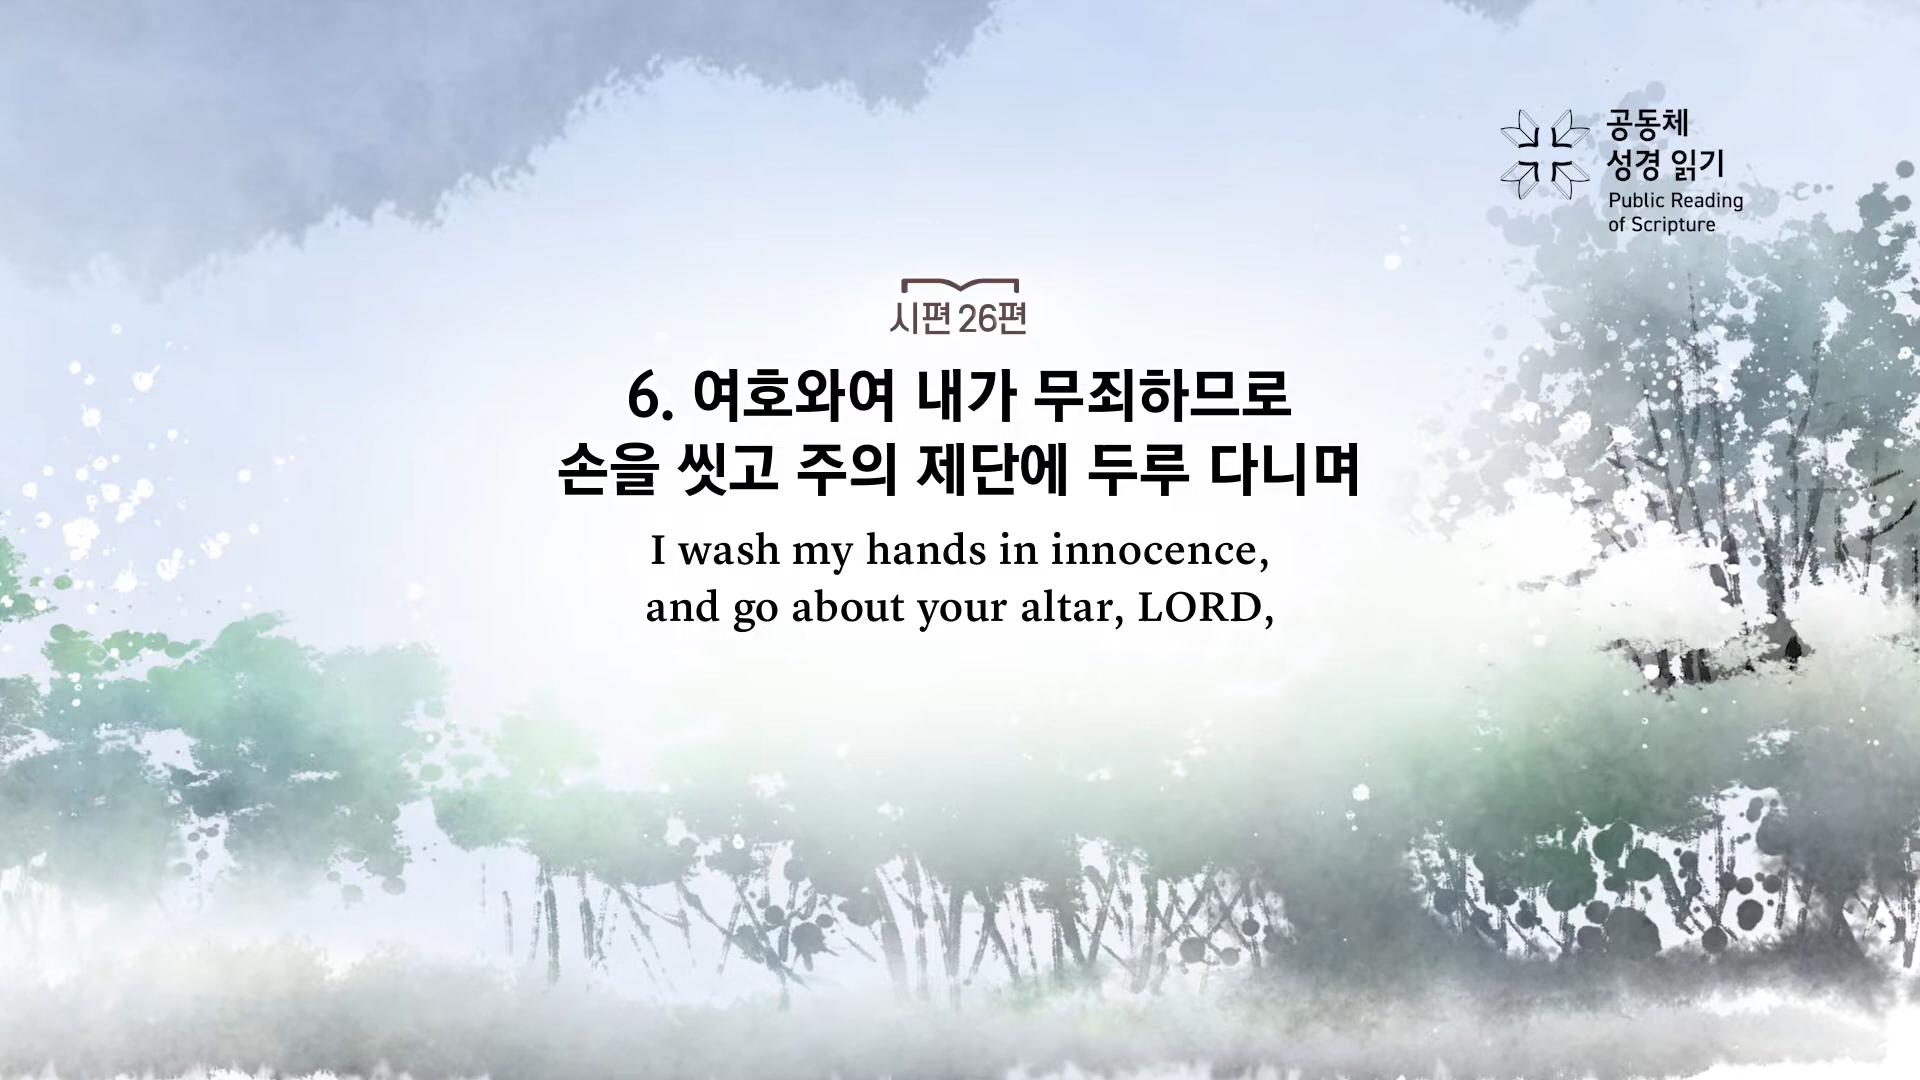 공동체
성경 읽기
Public Reading
of Scripture
시편 26편
6. 여호와여 내가 무죄하므로
손을 씻고 주의 제단에 두루 다니며
I wash my hands in innocence,
and go about your altar, LORD,